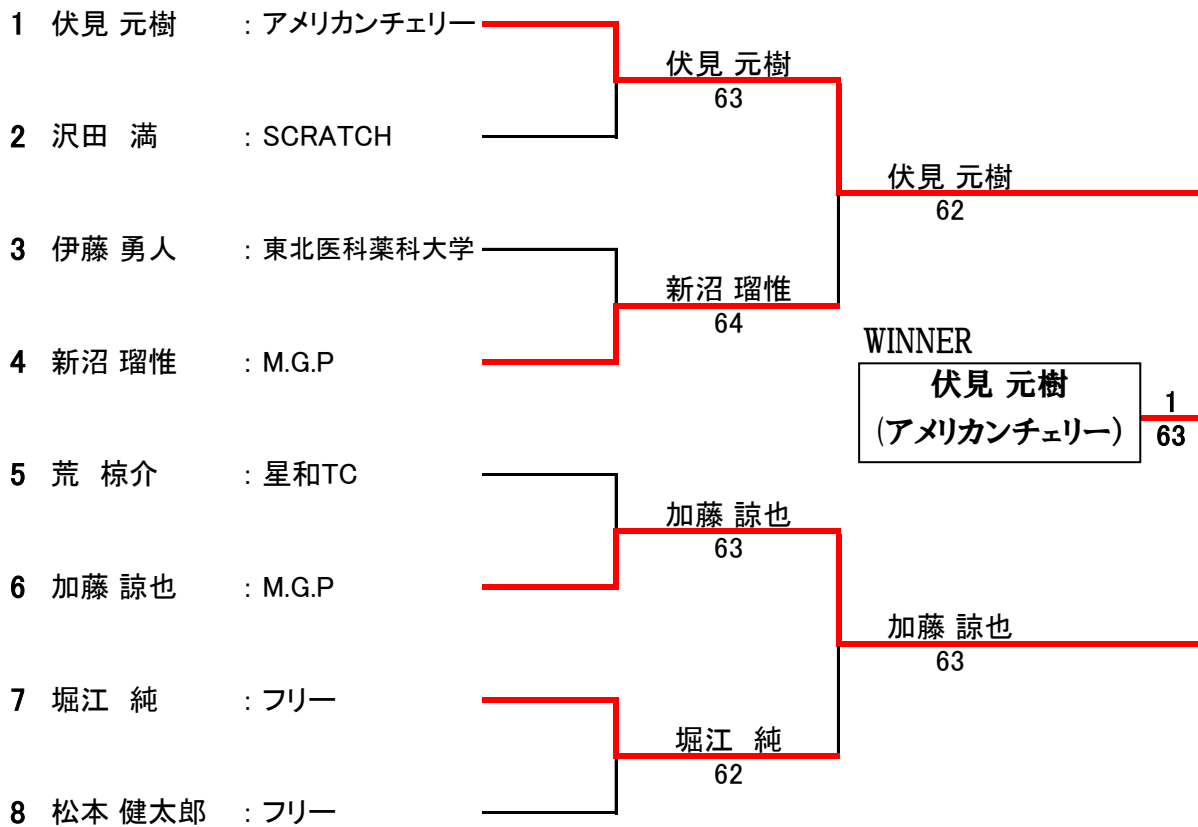 1 伏見 元樹 : アメリカンチェリー
伏見 元樹
63
2 沢田 満 : SCRATCH
伏見 元樹
62
3 伊藤 勇人 : 東北医科薬科大学
新沼 瑠惟
64
4 新沼 瑠惟 : M.G.P
WINNER
伏見 元樹
(アメリカンチェリー)
1
63
5 荒 椋介 : 星和TC
加藤 諒也
63
6 加藤 諒也 : M.G.P
加藤 諒也
63
7 堀江 純 : フリー
堀江 純
62
8 松本 健太郎 : フリー